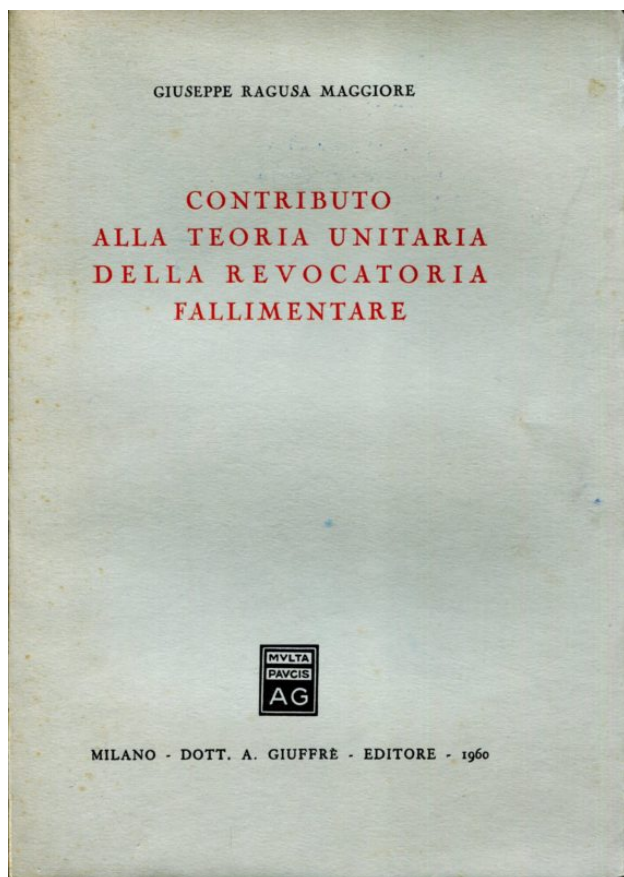 GIUSEPPE RAGUSA MAGGIORE
CONTRIBUTO
ALLA TEORIA UNITARIA
DELLA REVOCATORIA
FALLIMENTARE
MVLTA
PAVCIS
AG
MILANO - DOTT. A. GIUFFRÈ - EDITORE - 1960